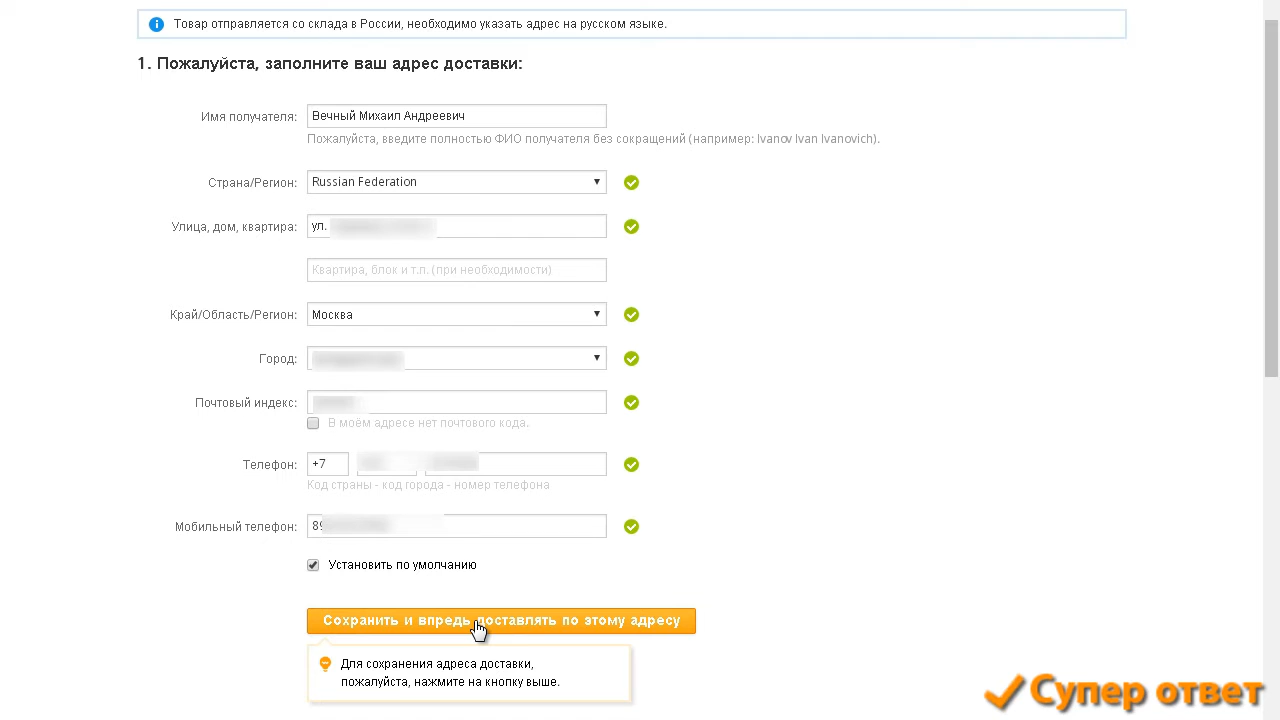 Товар отправляется со склада в России, необходимо указать адрес на русском языке.
1. Пожалуйста, заполните ваш адрес доставки:
Имя получателя: Вечный Михаил Андреевич
Пожалуйста, введите полностью ФИО получателя без сокращений (например: Ivanov Ivan Ivanovich).
Страна/Регион: Russian Federation
Улица, дом, квартира: ул.
Квартира, блок и т.п. (при необходимости)
Край/Область/Регион: Москва
Город:
Почтовый индекс:
В моём адресе нет почтового кода.
Телефон: +7
Код страны - код города - номер телефона
Мобильный телефон: 89
Установить по умолчанию
Сохранить и впредь доставлять по этому адресу
Для сохранения адреса доставки,
пожалуйста, нажмите на кнопку выше.
Супер ответ